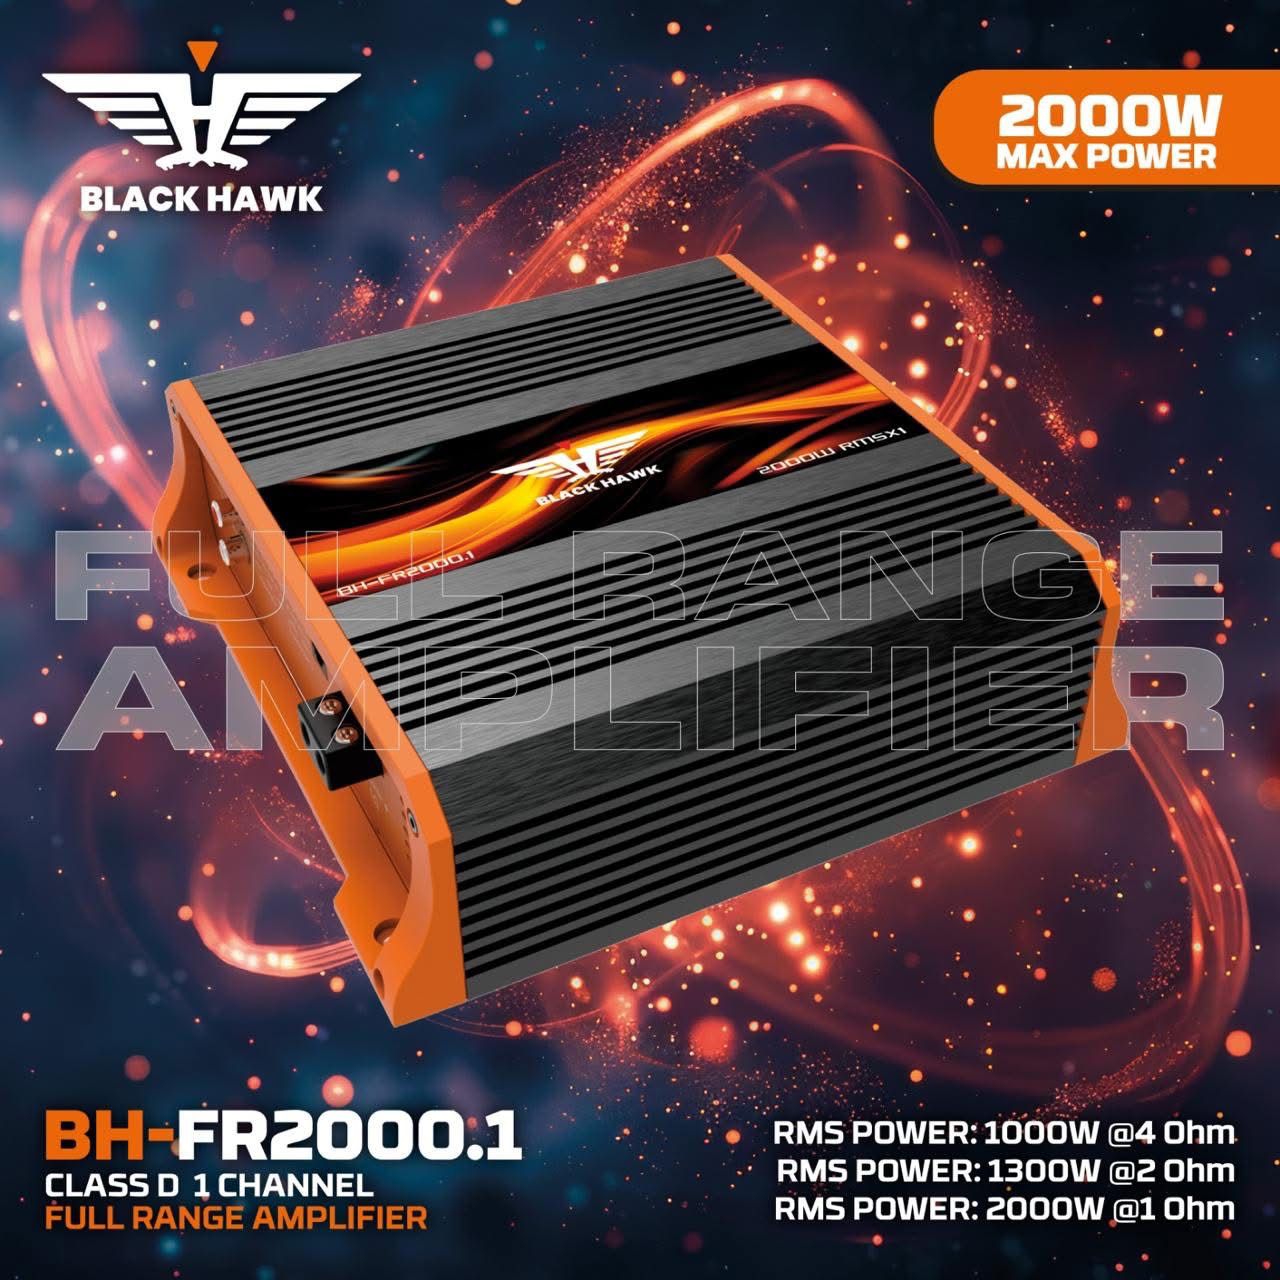 BLACK HAWK
2000W
MAX POWER
BLACK HAWK
2000W RMSX1
BH-FR2000.1
FULL RANGE
AMPLIFIER
BH-FR2000.1
CLASS D 1 CHANNEL
FULL RANGE AMPLIFIER
RMS POWER: 1000W @4 Ohm
RMS POWER: 1300W @2 Ohm
RMS POWER: 2000W @1 Ohm